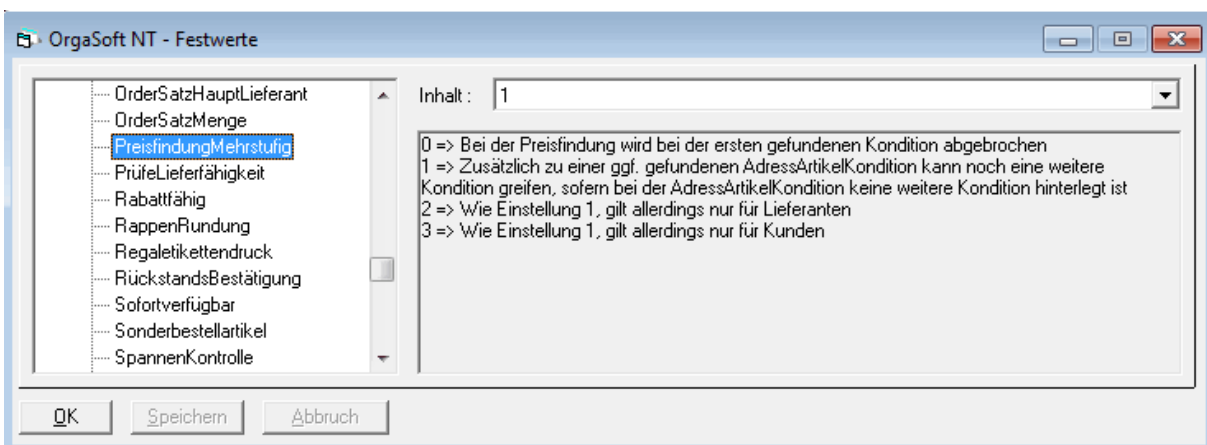 OrgaSoft NT - Festwerte
OrderSatzHauptLieferant
OrderSatzMenge
PreisfindungMehrstufig
PrüfeLieferfähigkeit
Rabattfähig
RappenRundung
Regaletikettendruck
RückstandsBestätigung
Sofortverfügbar
Sonderbestellartikel
SpannenKontrolle
Inhalt : 1
0 => Bei der Preisfindung wird bei der ersten gefundenen Kondition abgebrochen
1 => Zusätzlich zu einer ggf. gefundenen AdressArtikelKondition kann noch eine weitere
Kondition greifen, sofern bei der AdressArtikelKondition keine weitere Kondition hinterlegt ist
2 => Wie Einstellung 1, gilt allerdings nur für Lieferanten
3 => Wie Einstellung 1, gilt allerdings nur für Kunden
OK Speichern Abbruch